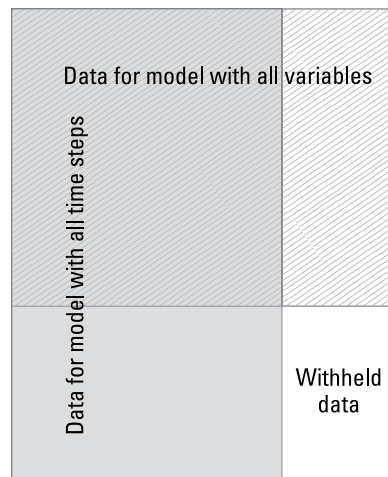 Data for model with all variables
Data for model with all time steps
Withheld
data